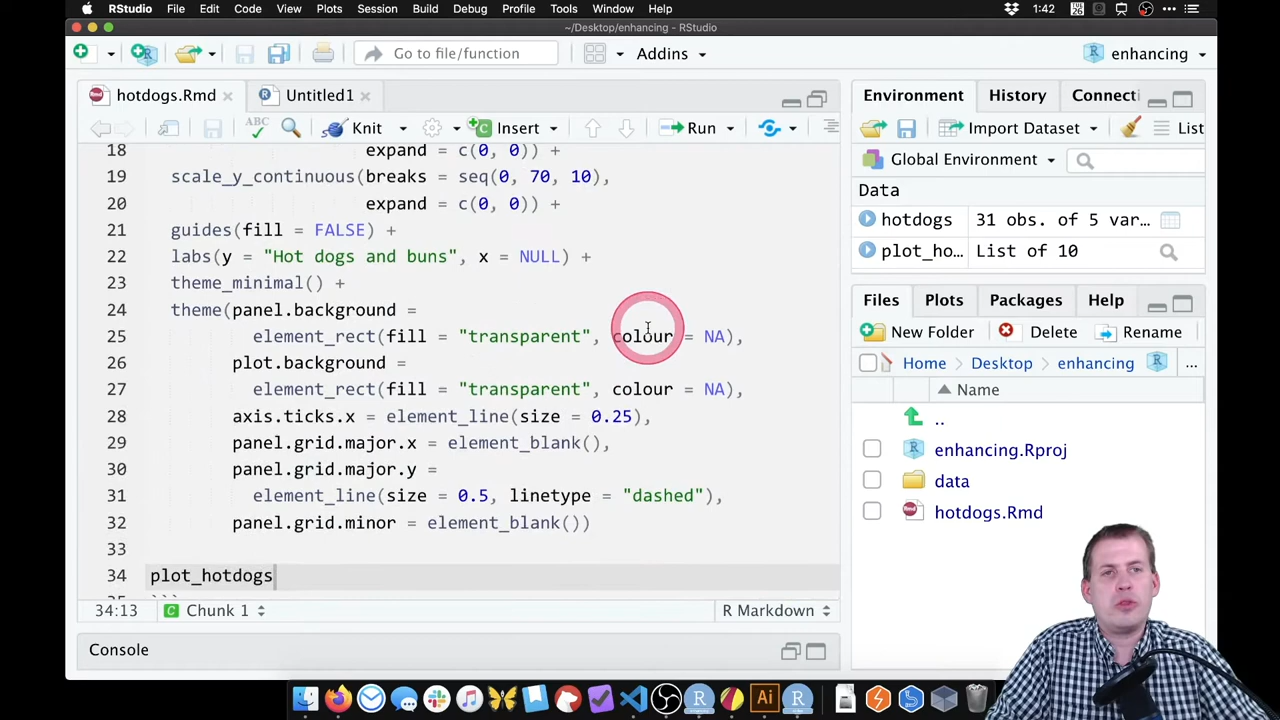 RStudio File Edit Code View Plots Session Build Debug Profile Tools Window Help 1:42
~/Desktop/enhancing - RStudio
Go to file/function Addins enhancing
hotdogs.Rmd Untitled1
ABC Knit Insert Run
18 expand = c(0, 0)) +
19 scale_y_continuous(breaks = seq(0, 70, 10),
20 expand = c(0, 0)) +
21 guides(fill = FALSE) +
22 labs(y = "Hot dogs and buns", x = NULL) +
23 theme_minimal() +
24 theme(panel.background =
25 element_rect(fill = "transparent", colour = NA),
26 plot.background =
27 element_rect(fill = "transparent", colour = NA),
28 axis.ticks.x = element_line(size = 0.25),
29 panel.grid.major.x = element_blank(),
30 panel.grid.major.y =
31 element_line(size = 0.5, linetype = "dashed"),
32 panel.grid.minor = element_blank())
33
34 plot_hotdogs
```
34:13 Chunk 1 R Markdown
Console
Environment History Connecti
Import Dataset List
Global Environment
Data
hotdogs 31 obs. of 5 var…
plot_ho… List of 10
Files Plots Packages Help
New Folder Delete Rename
Home Desktop enhancing ...
Name
..
enhancing.Rproj
data
hotdogs.Rmd
Ai